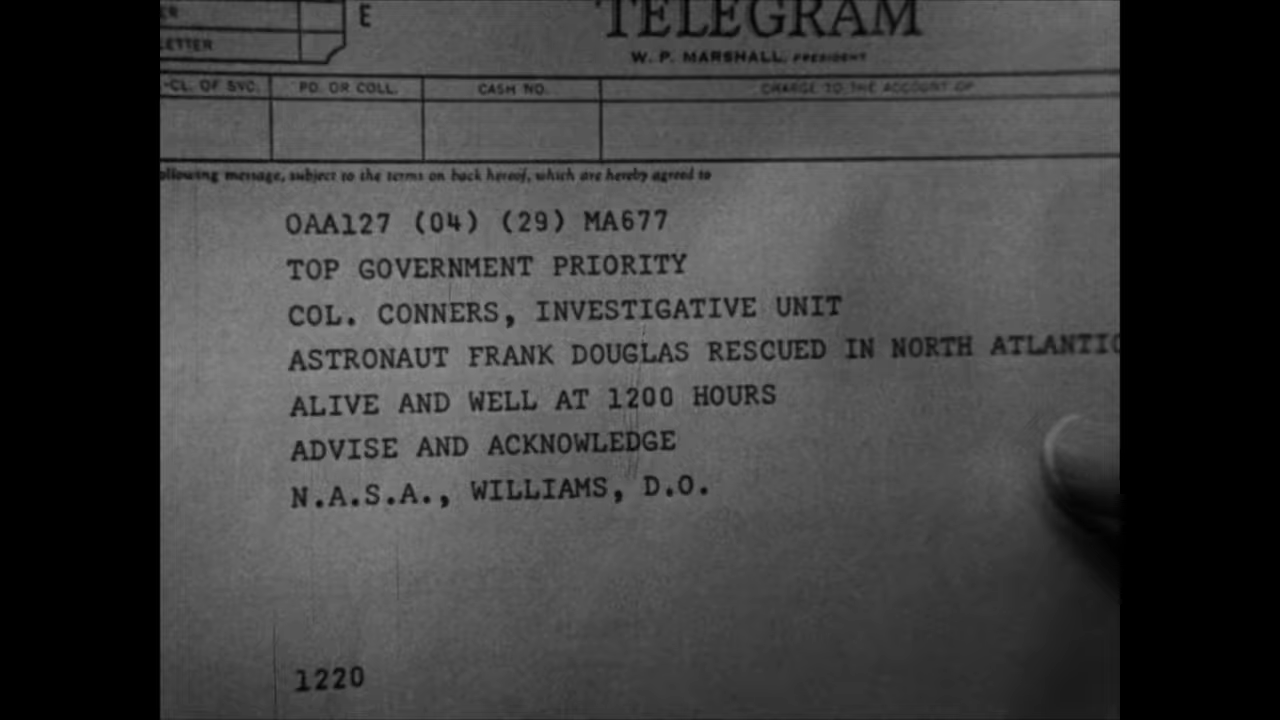 E
TELEGRAM
W. P. MARSHALL, PRESIDENT
CL. OF SVC. PD. OR COLL. CASH NO. CHARGE TO THE ACCOUNT OF
message, subject to the terms on back hereof, which are hereby agreed to
OAA127 (04) (29) MA677
TOP GOVERNMENT PRIORITY
COL. CONNERS, INVESTIGATIVE UNIT
ASTRONAUT FRANK DOUGLAS RESCUED IN NORTH ATLANTIC
ALIVE AND WELL AT 1200 HOURS
ADVISE AND ACKNOWLEDGE
N.A.S.A., WILLIAMS, D.O.
1220